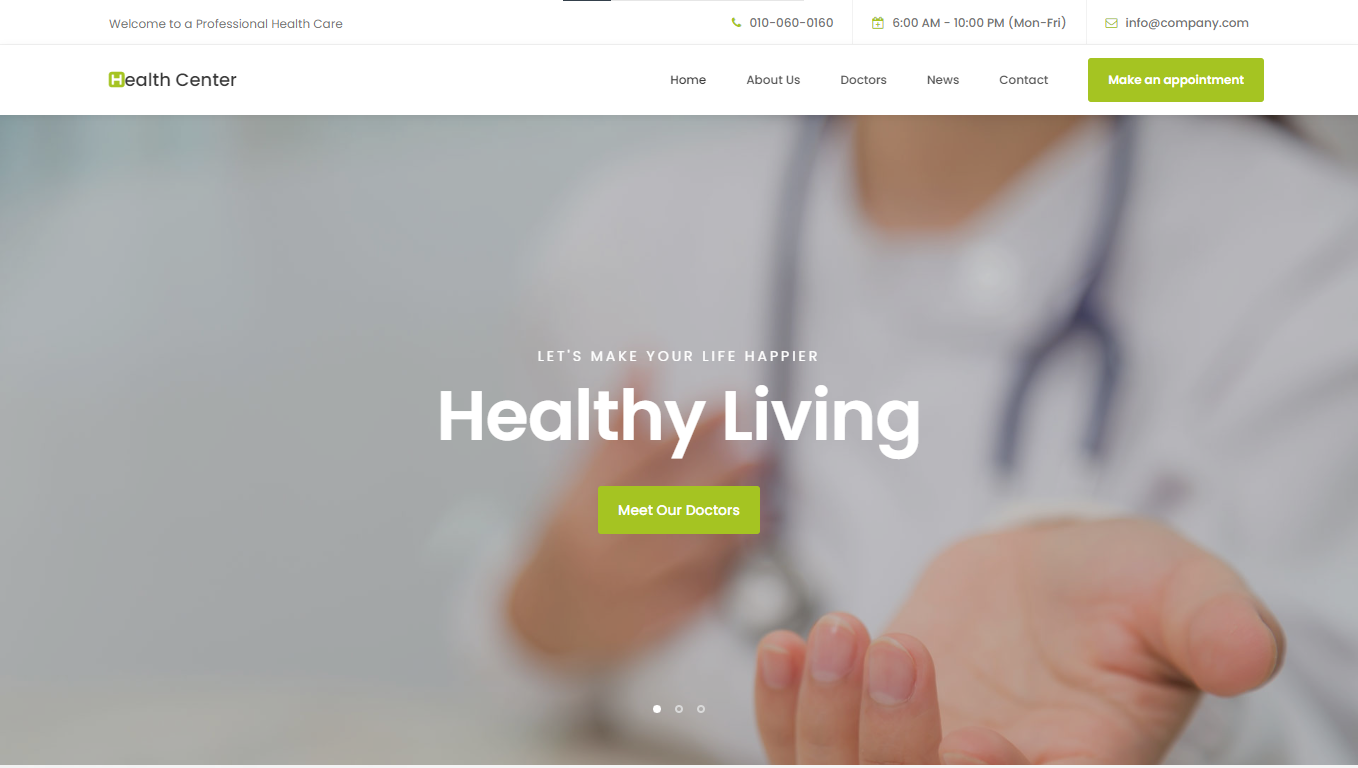 Welcome to a Professional Health Care
010-060-0160
6:00 AM - 10:00 PM (Mon-Fri)
info@company.com
Health Center
Home
About Us
Doctors
News
Contact
Make an appointment
LET'S MAKE YOUR LIFE HAPPIER
Healthy Living
Meet Our Doctors